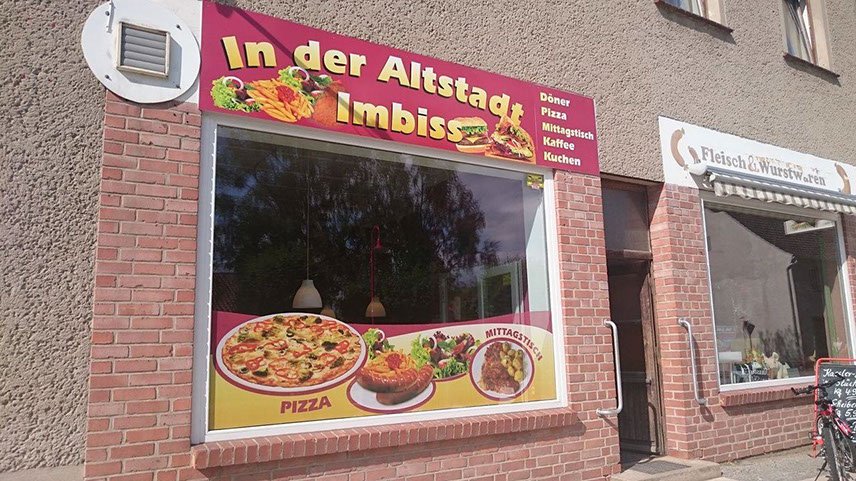 In der Altstadt
Imbiss
Döner
Pizza
Mittagstisch
Kaffee
Kuchen
Fleisch & Wurstwaren
PIZZA
MITTAGSTISCH